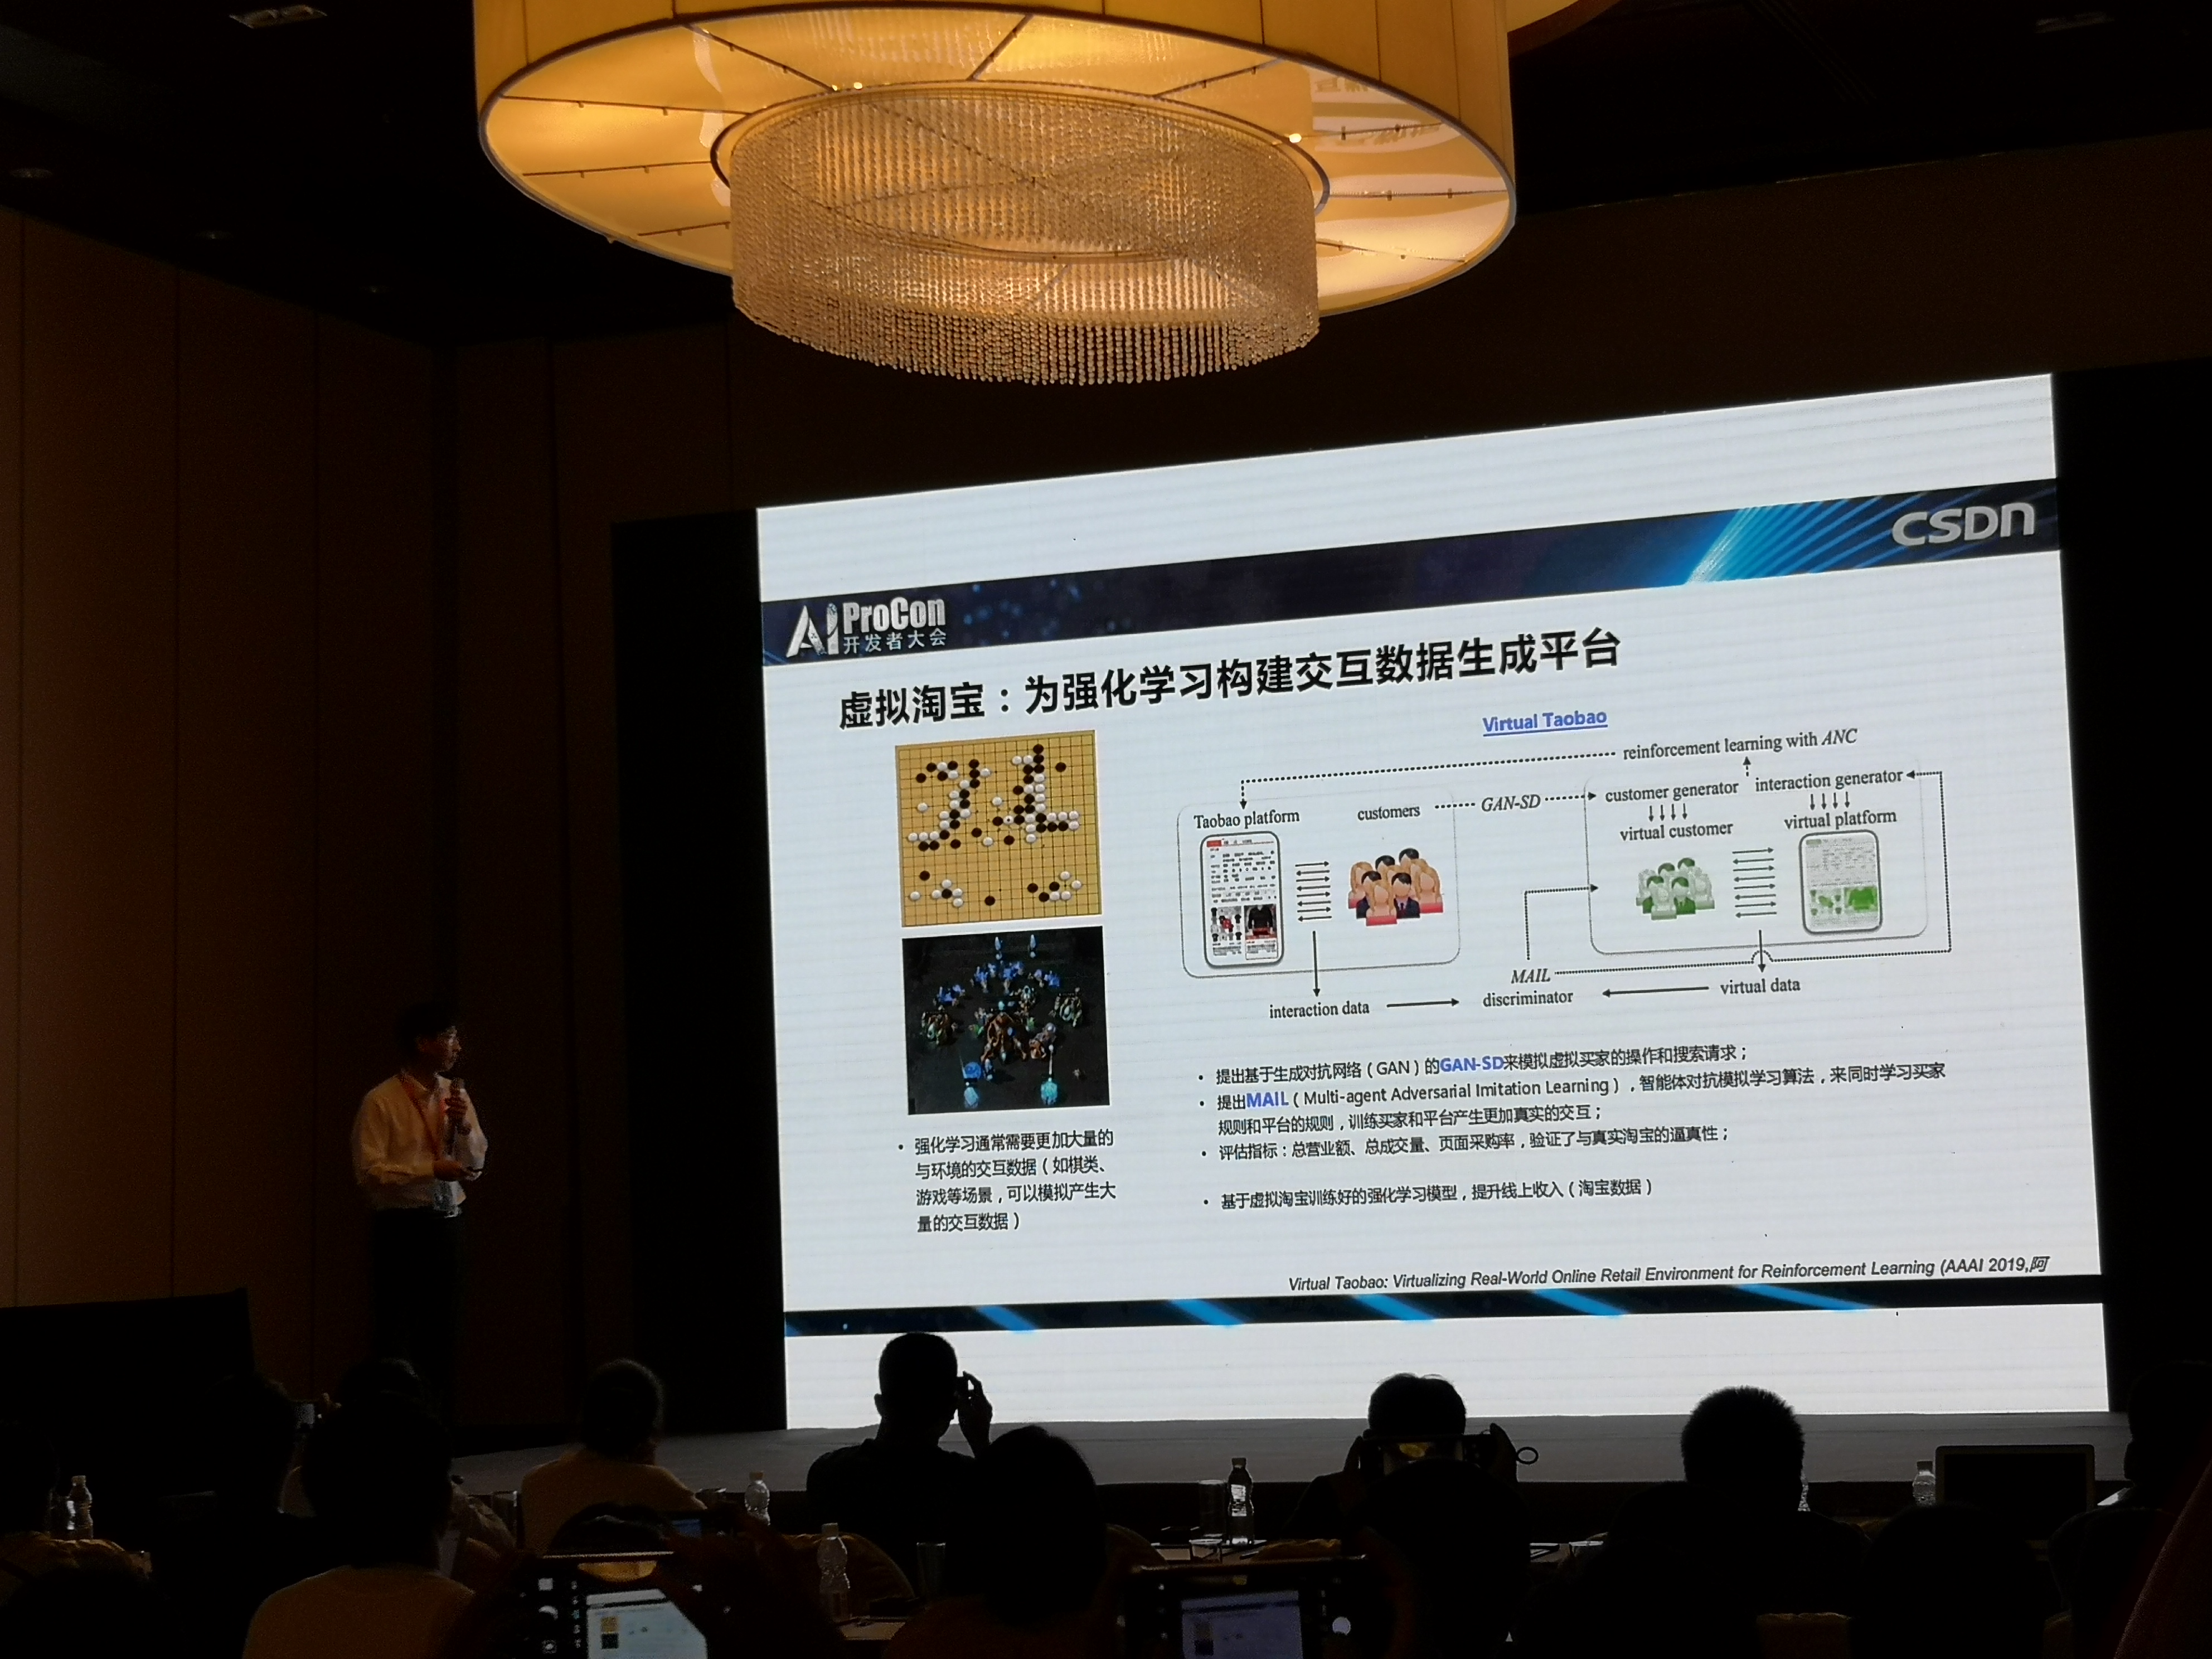 CSDN
AI ProCon
开发者大会
虚拟淘宝：为强化学习构建交互数据生成平台
Virtual Taobao
reinforcement learning with ANC
Taobao platform
customers
GAN-SD
customer generator
interaction generator
virtual customer
virtual platform
MAIL
interaction data
discriminator
virtual data
• 强化学习通常需要更加大量的
与环境的交互数据（如棋类、
游戏等场景，可以模拟产生大
量的交互数据）
• 提出基于生成对抗网络（GAN）的GAN-SD来模拟虚拟买家的操作和搜索请求；
• 提出MAIL（Multi-agent Adversarial Imitation Learning），智能体对抗模拟学习算法，来同时学习买家
规则和平台的规则，训练买家和平台产生更加真实的交互；
• 评估指标：总营业额、总成交量、页面采购率，验证了与真实淘宝的逼真性；
• 基于虚拟淘宝训练好的强化学习模型，提升线上收入（淘宝数据）
Virtual Taobao: Virtualizing Real-World Online Retail Environment for Reinforcement Learning (AAAI 2019,阿